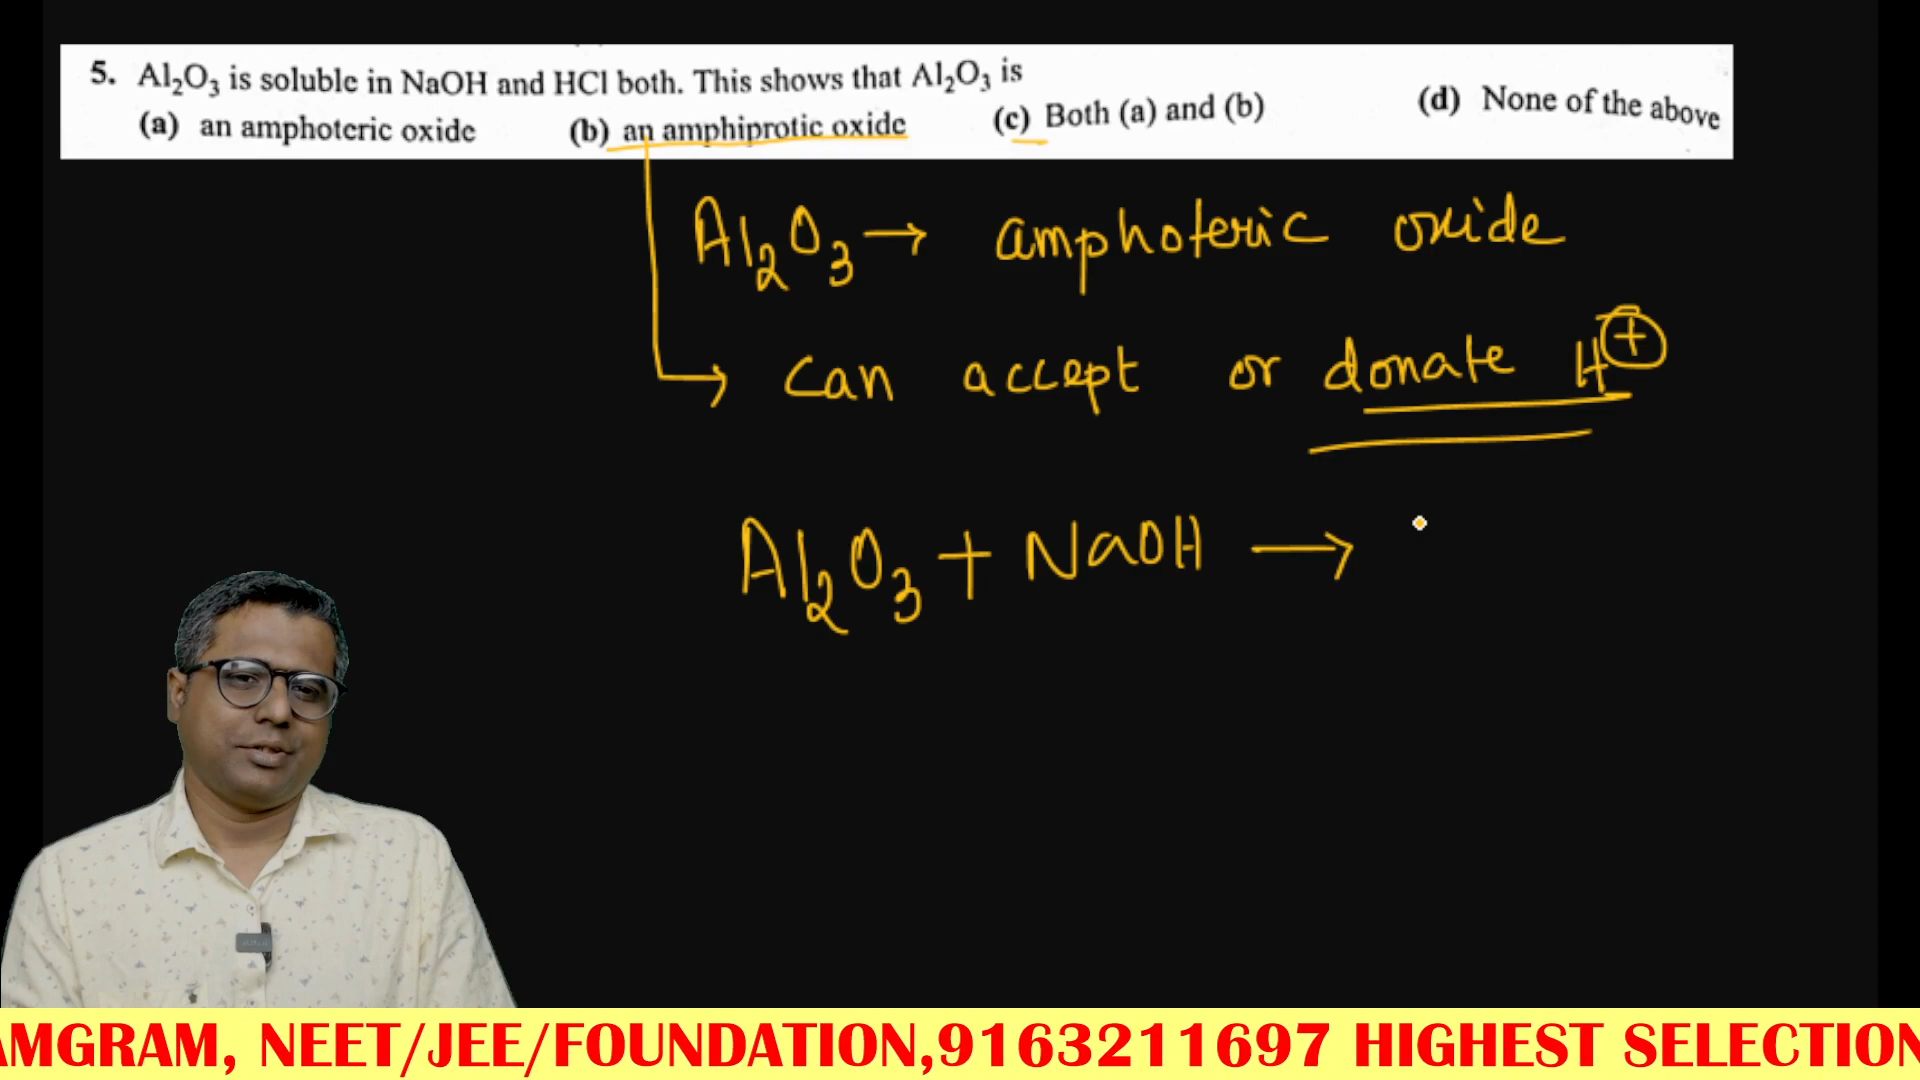 5. Al₂O₃ is soluble in NaOH and HCl both. This shows that Al₂O₃ is
(a) an amphoteric oxide (b) an amphiprotic oxide (c) Both (a) and (b) (d) None of the above
Al₂O₃ → amphoteric oxide
can accept or donate H⁺
Al₂O₃ + NaOH →
AMGRAM, NEET/JEE/FOUNDATION,9163211697 HIGHEST SELECTION